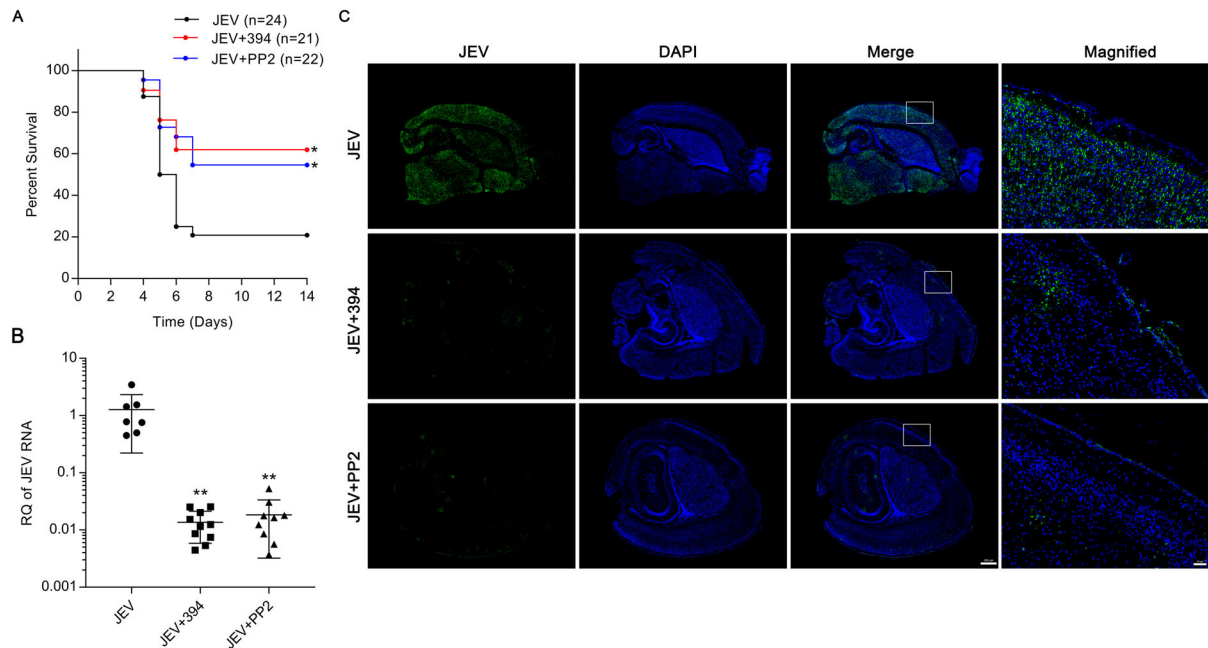 A
JEV (n=24)
JEV+394 (n=21)
JEV+PP2 (n=22)
100
80
60
40
20
0
Percent Survival
*
*
0 2 4 6 8 10 12 14
Time (Days)
B
10
1
0.1
0.01
0.001
RQ of JEV RNA
**
**
JEV
JEV+394
JEV+PP2
C
JEV DAPI Merge Magnified
JEV
JEV+394
JEV+PP2